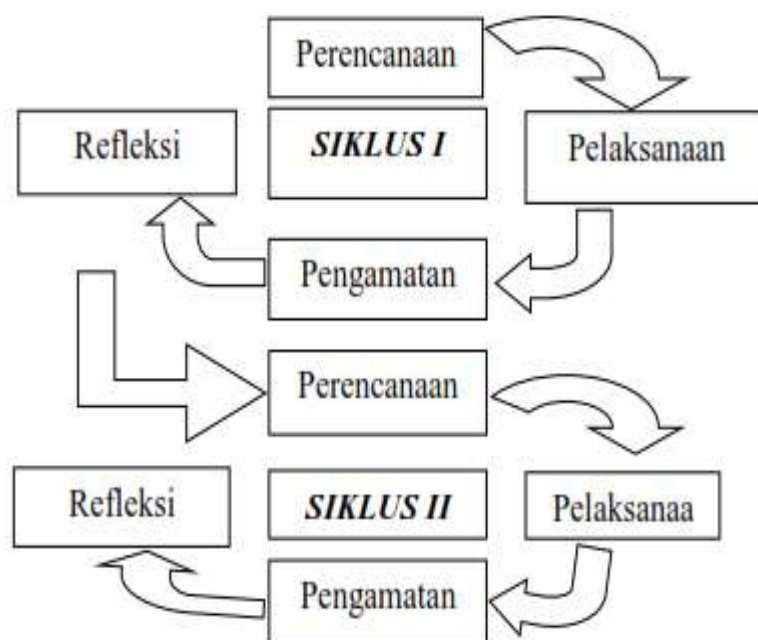 Perencanaan
Refleksi
SIKLUS I
Pelaksanaan
Pengamatan
Perencanaan
Refleksi
SIKLUS II
Pelaksanaa
Pengamatan